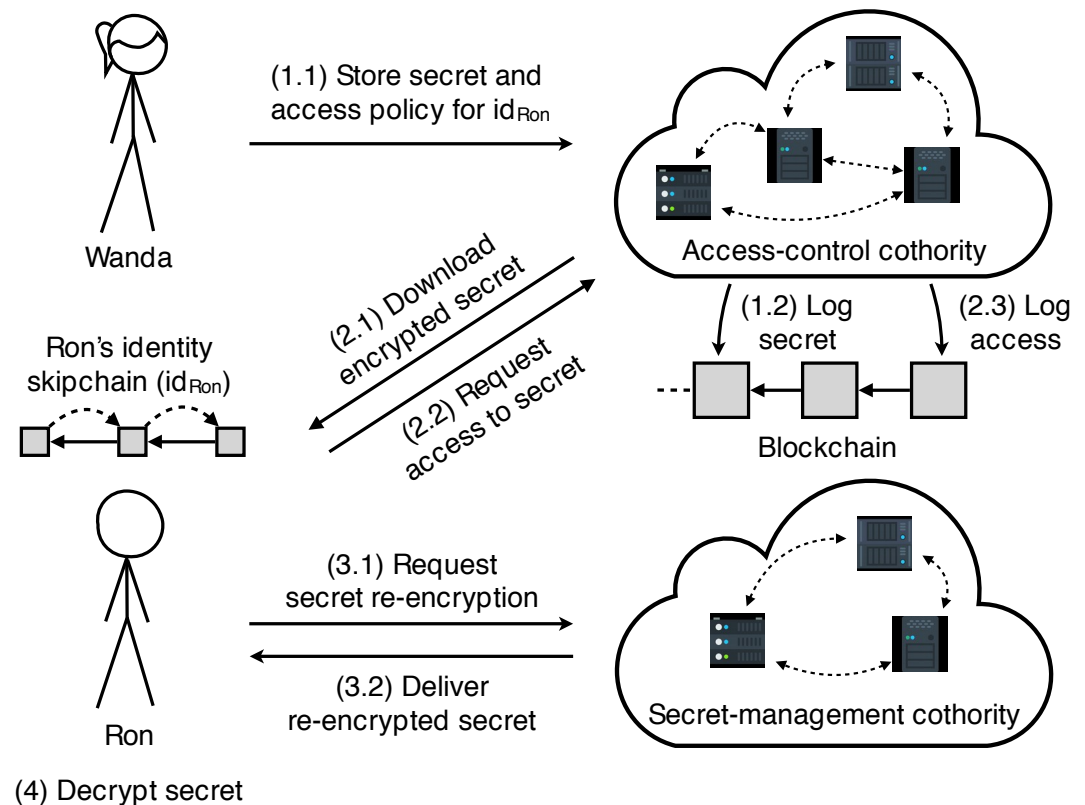 (1.1) Store secret and
access policy for idRon
Wanda
Access-control cothority
(2.1) Download
encrypted secret
(2.2) Request
access to secret
(1.2) Log
secret
(2.3) Log
access
Ron’s identity
skipchain (idRon)
Blockchain
(3.1) Request
secret re-encryption
(3.2) Deliver
re-encrypted secret
Secret-management cothority
Ron
(4) Decrypt secret